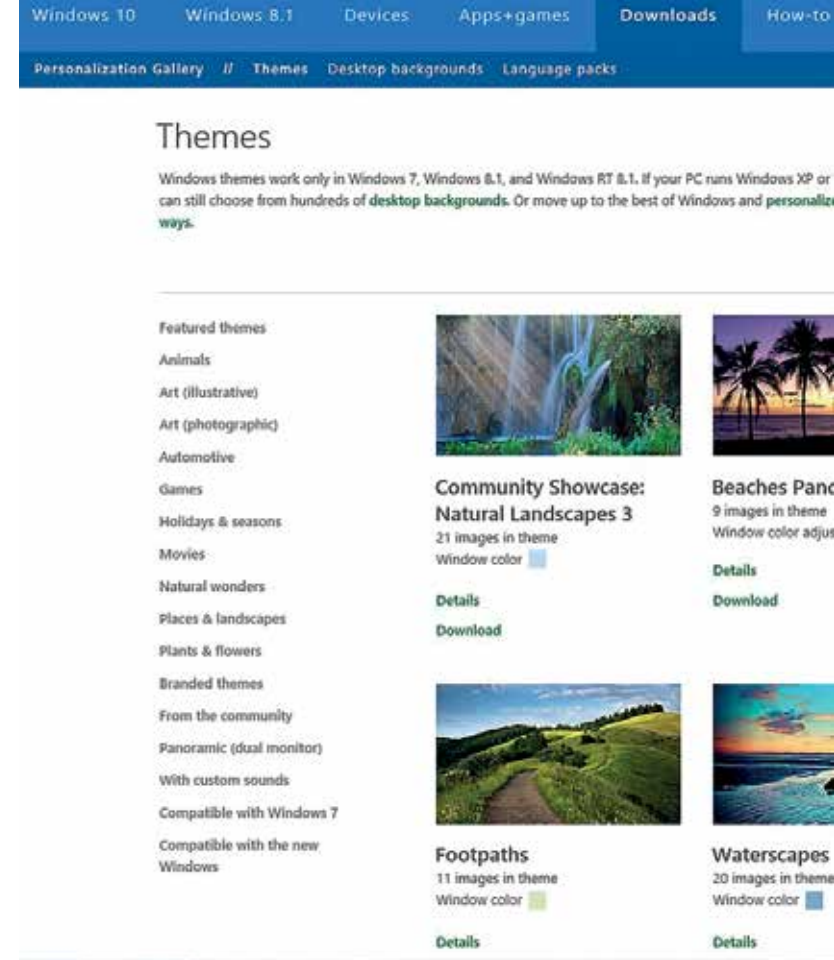 Windows 10 Windows 8.1 Devices Apps+games Downloads How-to
Personalization Gallery // Themes Desktop backgrounds Language packs
Themes
Windows themes work only in Windows 7, Windows 8.1, and Windows RT 8.1. If your PC runs Windows XP or
can still choose from hundreds of desktop backgrounds. Or move up to the best of Windows and personalize
ways.
Featured themes
Animals
Art (illustrative)
Art (photographic)
Automotive
Games
Holidays & seasons
Movies
Natural wonders
Places & landscapes
Plants & flowers
Branded themes
From the community
Panoramic (dual monitor)
With custom sounds
Compatible with Windows 7
Compatible with the new
Windows
Community Showcase:
Natural Landscapes 3
21 images in theme
Window color
Details
Download
Beaches Pano
9 images in theme
Window color adjus
Details
Download
Footpaths
11 images in theme
Window color
Details
Waterscapes
20 images in theme
Window color
Details